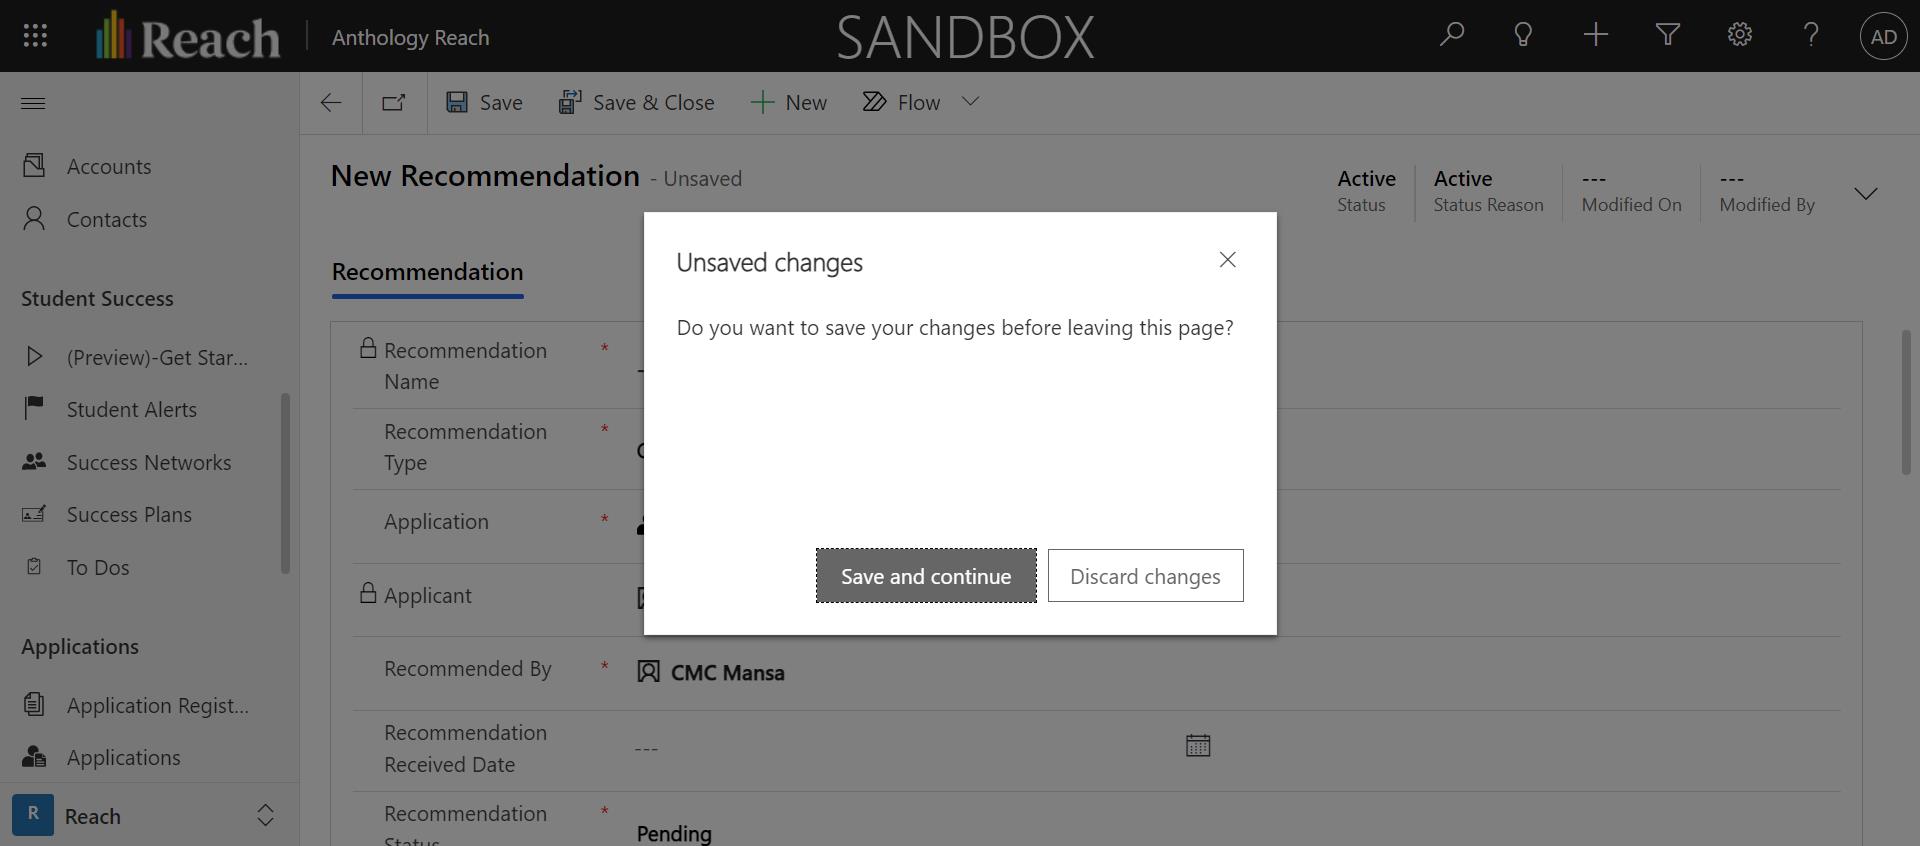 Reach
Anthology Reach
SANDBOX
AD
Save
Save & Close
New
Flow
Accounts
Contacts
Student Success
(Preview)-Get Star...
Student Alerts
Success Networks
Success Plans
To Dos
Applications
Application Regist...
Applications
R
Reach
New Recommendation - Unsaved
Active
Status
Active
Status Reason
---
Modified On
---
Modified By
Recommendation
Recommendation
Name
*
Recommendation
Type
*
Application
*
Applicant
Recommended By
*
CMC Mansa
Recommendation
Received Date
---
Recommendation
*
Pending
Unsaved changes
Do you want to save your changes before leaving this page?
Save and continue
Discard changes